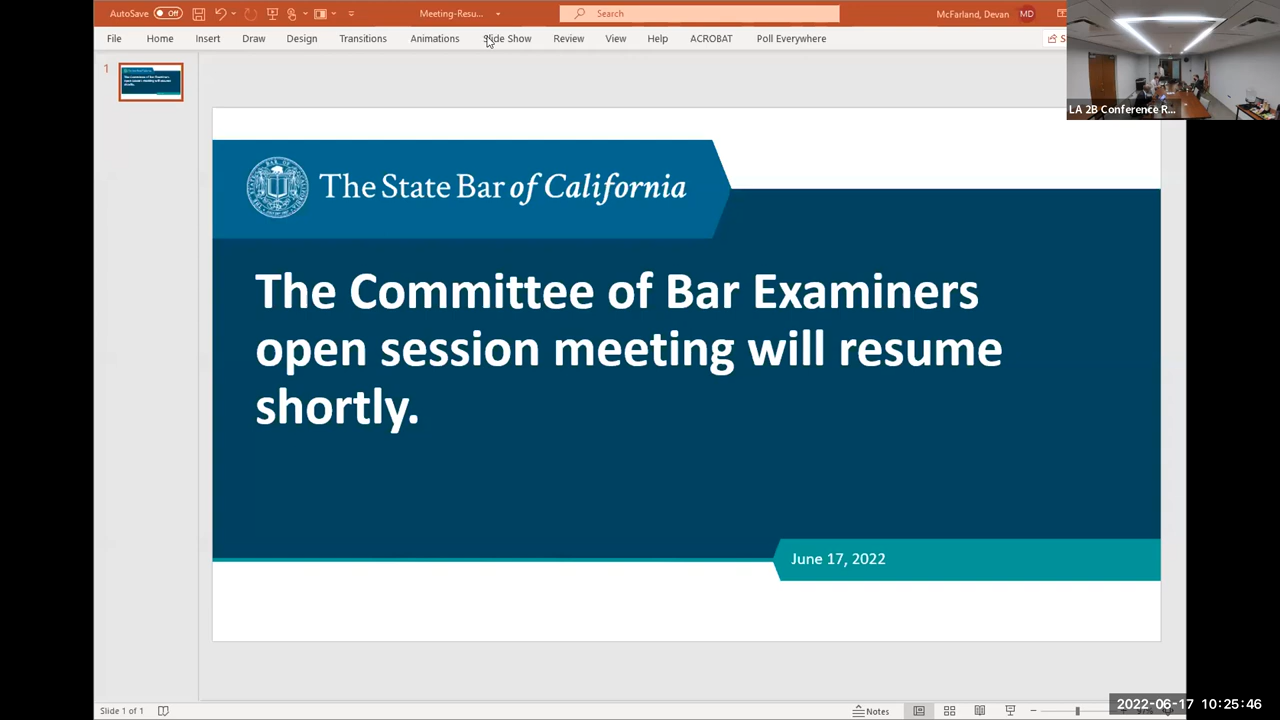 AutoSave Off Meeting-Resu... Search McFarland, Devan MD
File Home Insert Draw Design Transitions Animations Slide Show Review View Help ACROBAT Poll Everywhere
LA 2B Conference R...
1
The State Bar of California
The Committee of Bar Examiners
open session meeting will resume
shortly.
June 17, 2022
Slide 1 of 1 Notes
2022-06-17 10:25:46